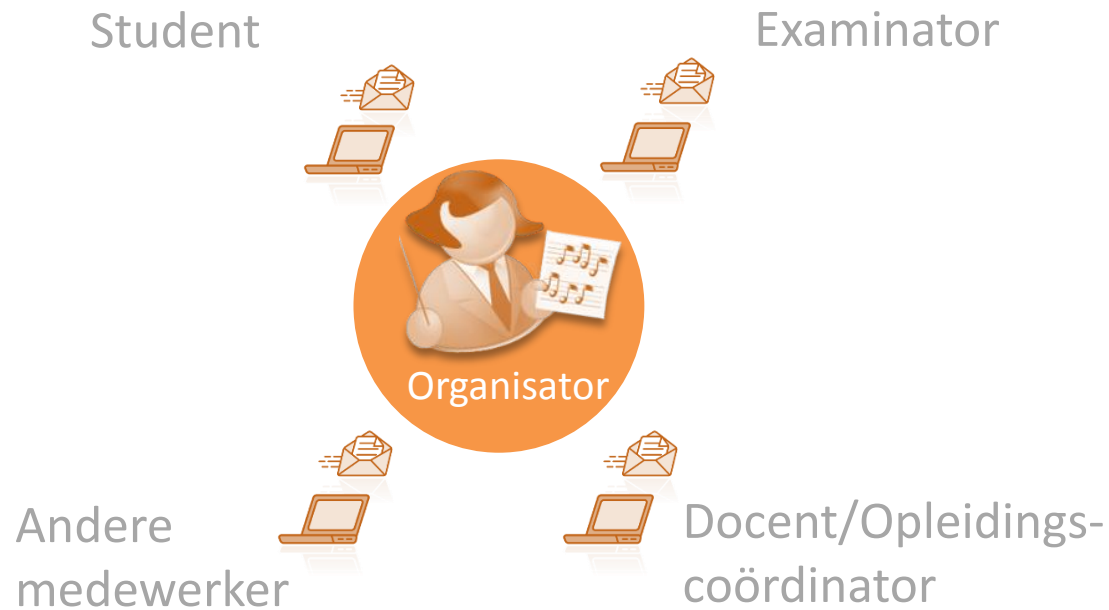 Student
Examinator
Organisator
Andere
medewerker
Docent/Opleidings-
coördinator